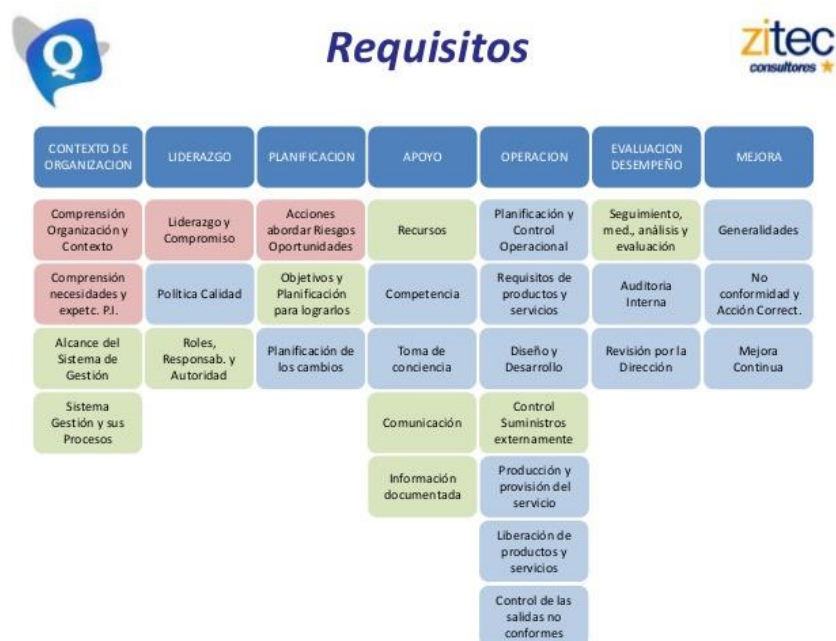 Q
Requisitos
zitec
consultores
CONTEXTO DE
ORGANIZACION
LIDERAZGO
PLANIFICACION
APOYO
OPERACION
EVALUACION
DESEMPEÑO
MEJORA
Comprensión
Organización y
Contexto
Liderazgo y
Compromiso
Acciones
abordar Riesgos
Oportunidades
Recursos
Planificación y
Control
Operacional
Seguimiento,
med., análisis y
evaluación
Generalidades
Comprensión
necesidades y
expetc. P.I.
Política Calidad
Objetivos y
Planificación
para lograrlos
Competencia
Requisitos de
productos y
servicios
Auditoria
Interna
No
conformidad y
Acción Correct.
Alcance del
Sistema de
Gestión
Roles,
Responsab. y
Autoridad
Planificación de
los cambios
Toma de
conciencia
Diseño y
Desarrollo
Revisión por la
Dirección
Mejora
Continua
Sistema
Gestión y sus
Procesos
Comunicación
Control
Suministros
externamente
Información
documentada
Producción y
provisión del
servicio
Liberación de
productos y
servicios
Control de las
salidas no
conformes